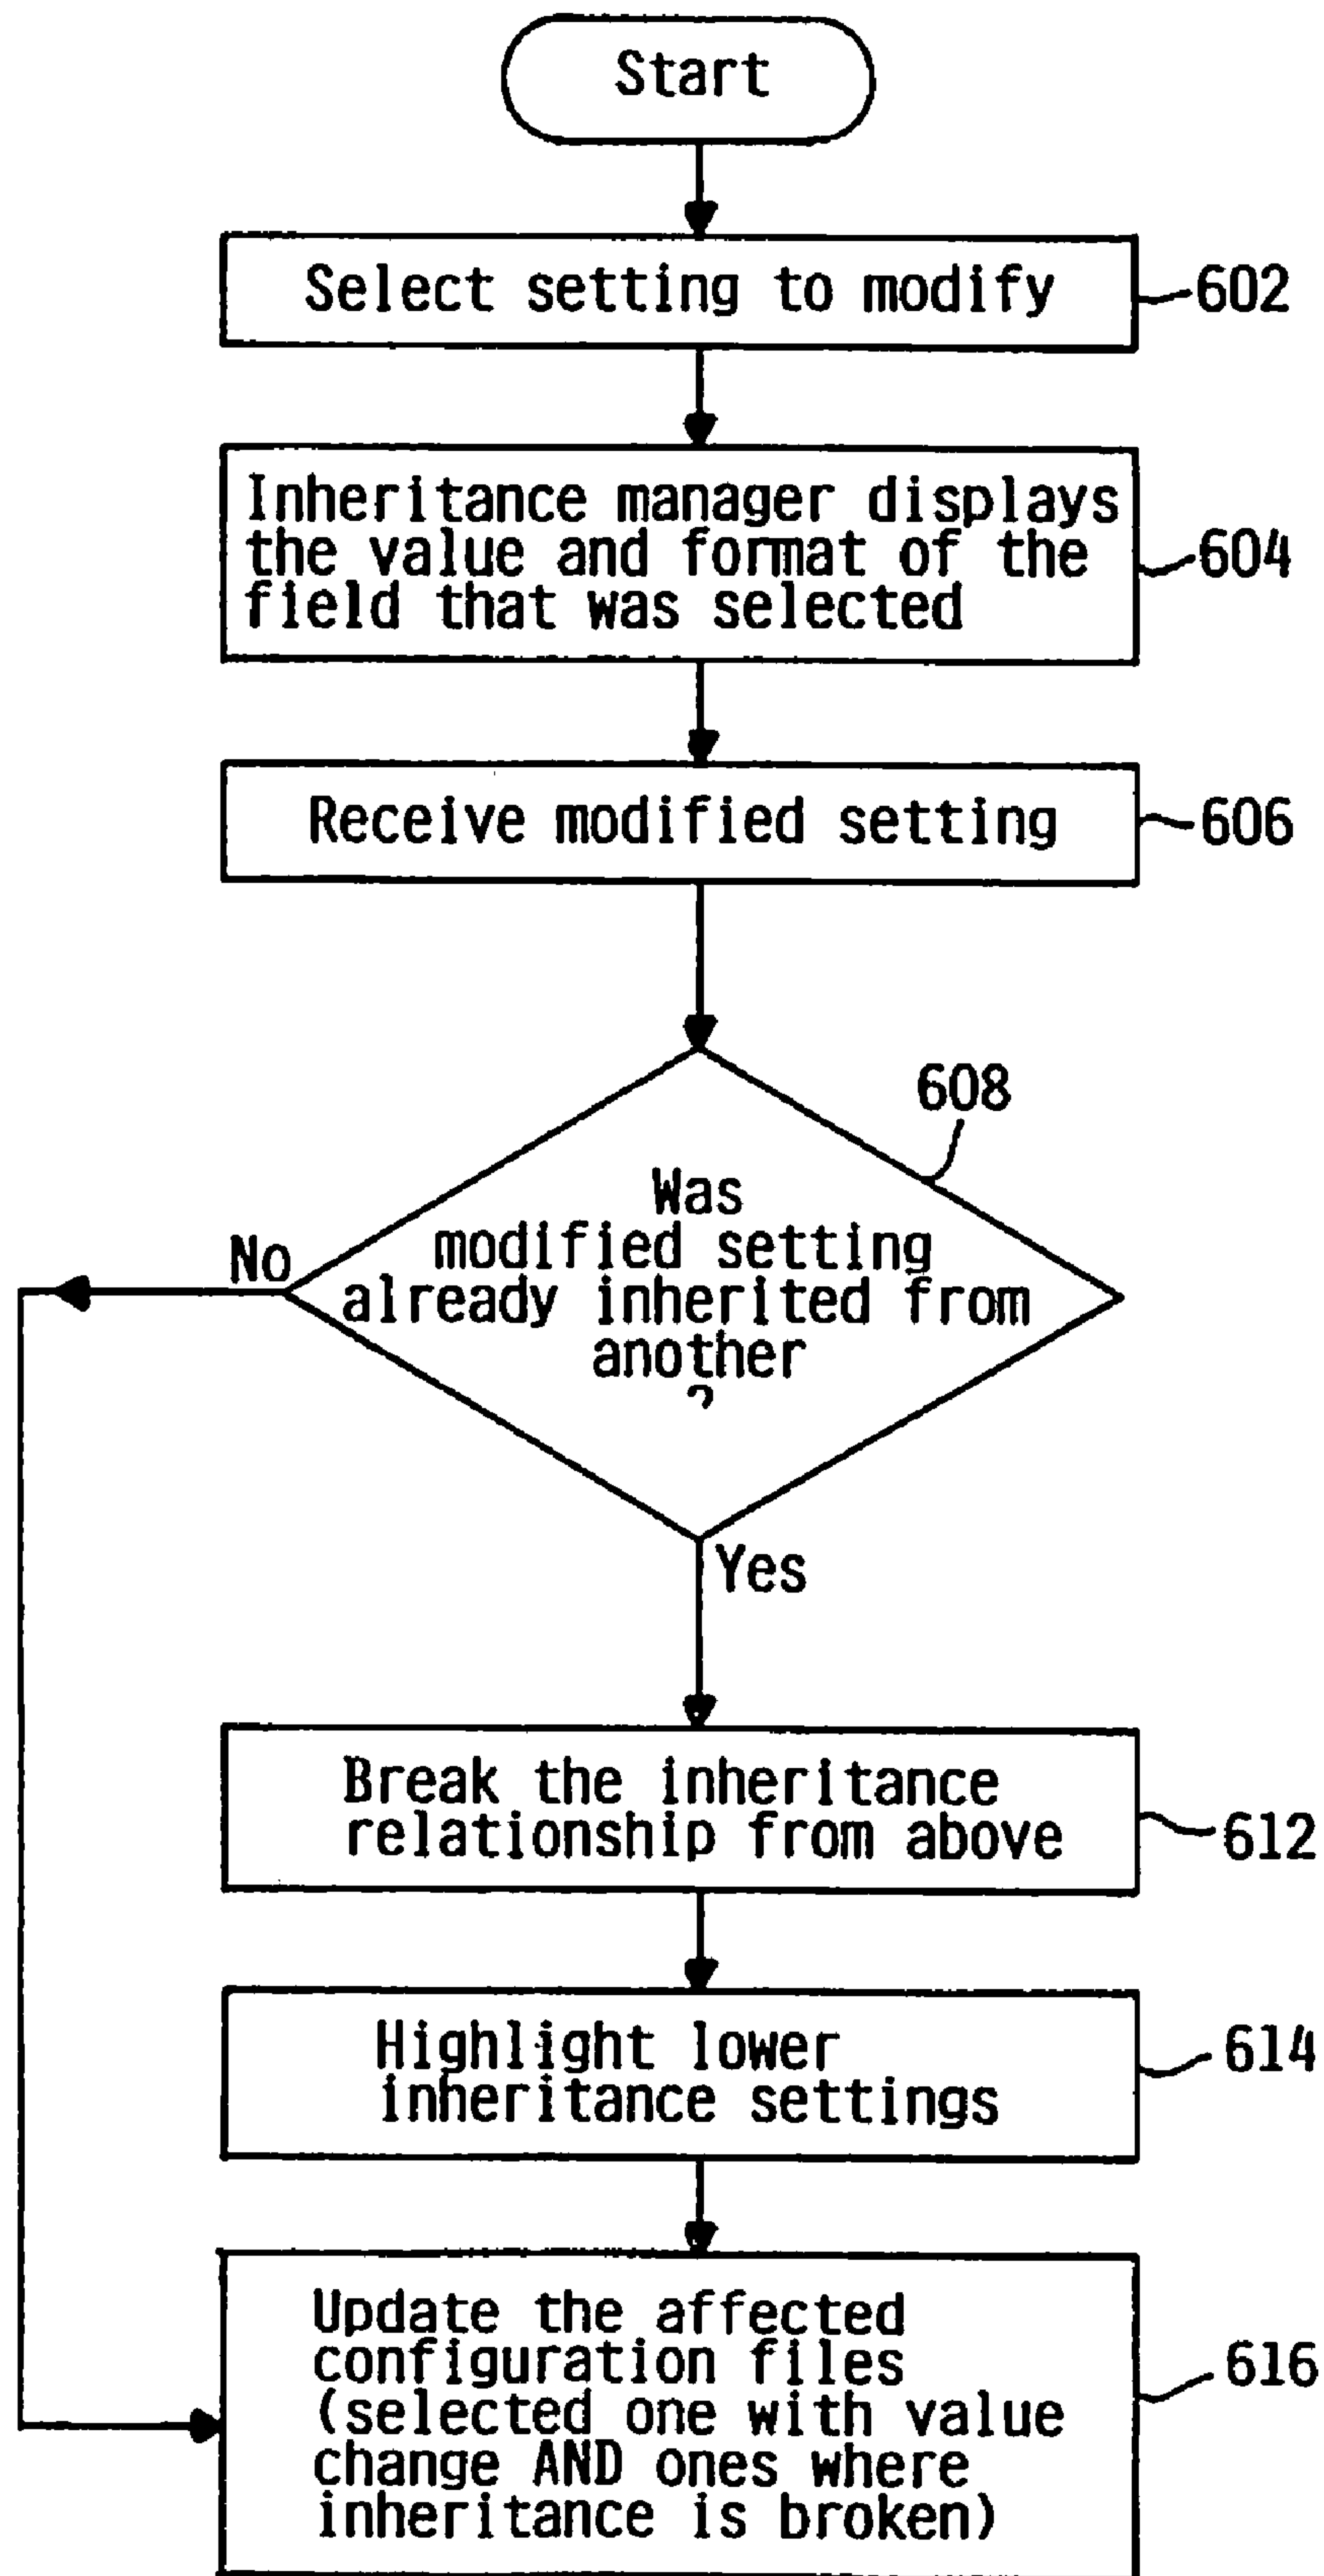 Start
Select setting to modify
602
Inheritance manager displays
the value and format of the
field that was selected
604
Receive modified setting
606
608
Was
modified setting
already inherited from
another
?
No
Yes
Break the inheritance
relationship from above
612
Highlight lower
inheritance settings
614
Update the affected
configuration files
(selected one with value
change AND ones where
inheritance is broken)
616